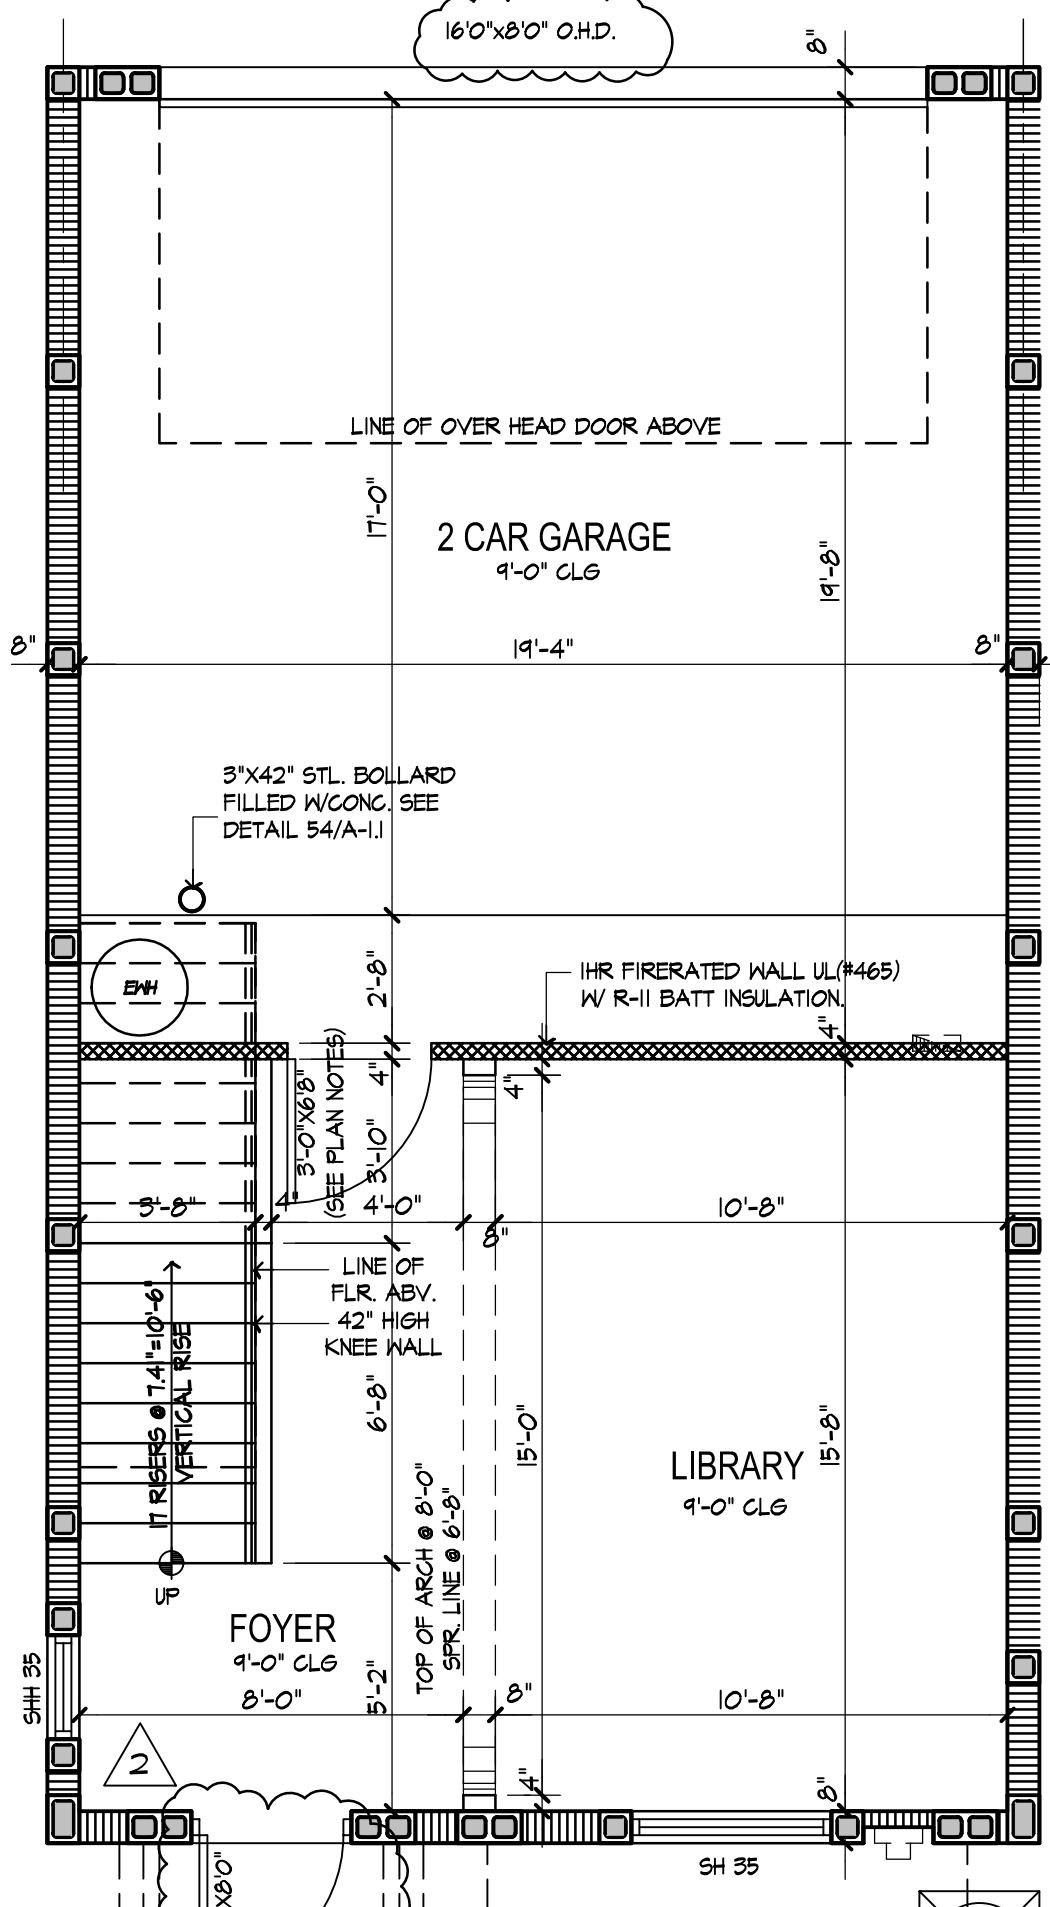 16'0"x8'0" O.H.D.
8"
LINE OF OVER HEAD DOOR ABOVE
17'-0"
2 CAR GARAGE
9'-0" CLG
19'-8"
8"
19'-4"
8"
3"X42" STL. BOLLARD
FILLED W/CONC. SEE
DETAIL 54/A-1.1
EWH
2'-8"
1HR FIRERATED WALL UL(#465)
W/ R-11 BATT INSULATION.
4"
4"
4"
3'-0"X6'8"
(SEE PLAN NOTES)
3'-10"
3'-8"
4"
4'-0"
8"
10'-8"
LINE OF
FLR. ABV.
42" HIGH
KNEE WALL
17 RISERS @ 7.41"=10'-6"
VERTICAL RISE
6'-8"
15'-0"
15'-8"
LIBRARY
9'-0" CLG
TOP OF ARCH @ 8'-0"
SPR. LINE @ 6'-8"
UP
FOYER
9'-0" CLG
8'-0"
5'-2"
8"
10'-8"
SHH 35
2
4"
8"
SH 35
X8'0"